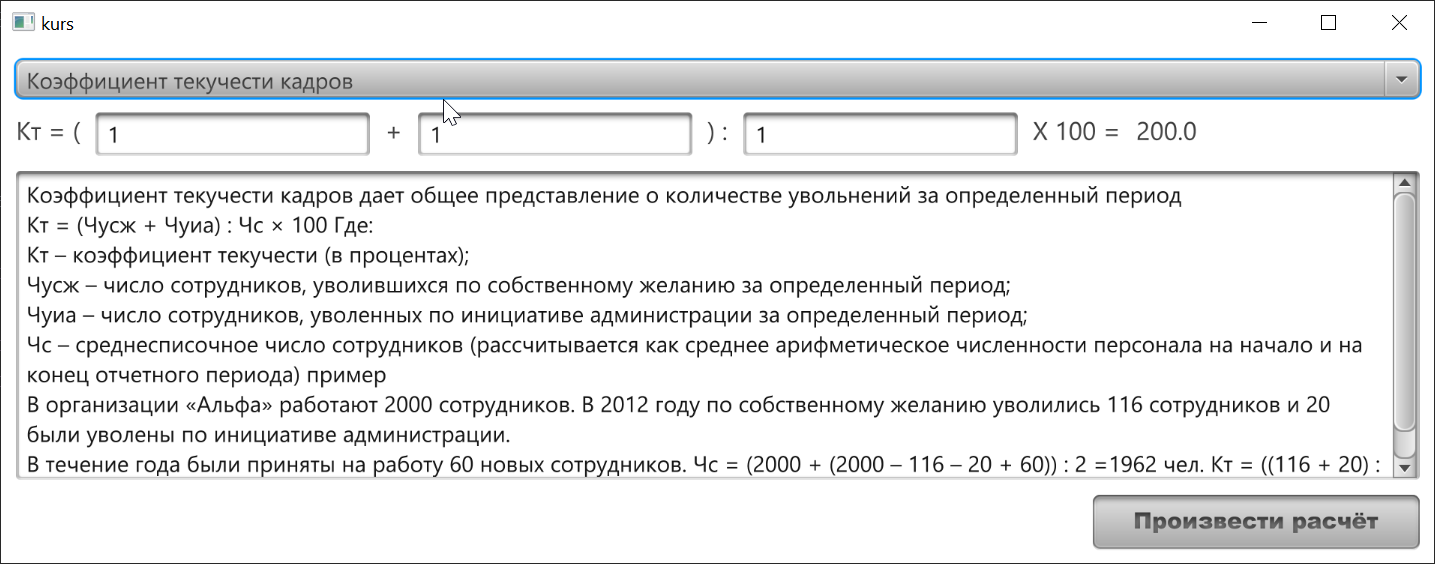 kurs
Коэффициент текучести кадров
Кт = ( 1 + 1 ) : 1 X 100 = 200.0
Коэффициент текучести кадров дает общее представление о количестве увольнений за определенный период
Кт = (Чусж + Чуиа) : Чс × 100 Где:
Кт – коэффициент текучести (в процентах);
Чусж – число сотрудников, уволившихся по собственному желанию за определенный период;
Чуиа – число сотрудников, уволенных по инициативе администрации за определенный период;
Чс – среднесписочное число сотрудников (рассчитывается как среднее арифметическое численности персонала на начало и на
конец отчетного периода) пример
В организации «Альфа» работают 2000 сотрудников. В 2012 году по собственному желанию уволились 116 сотрудников и 20
были уволены по инициативе администрации.
В течение года были приняты на работу 60 новых сотрудников. Чс = (2000 + (2000 – 116 – 20 + 60)) : 2 =1962 чел. Кт = ((116 + 20) :
Произвести расчёт